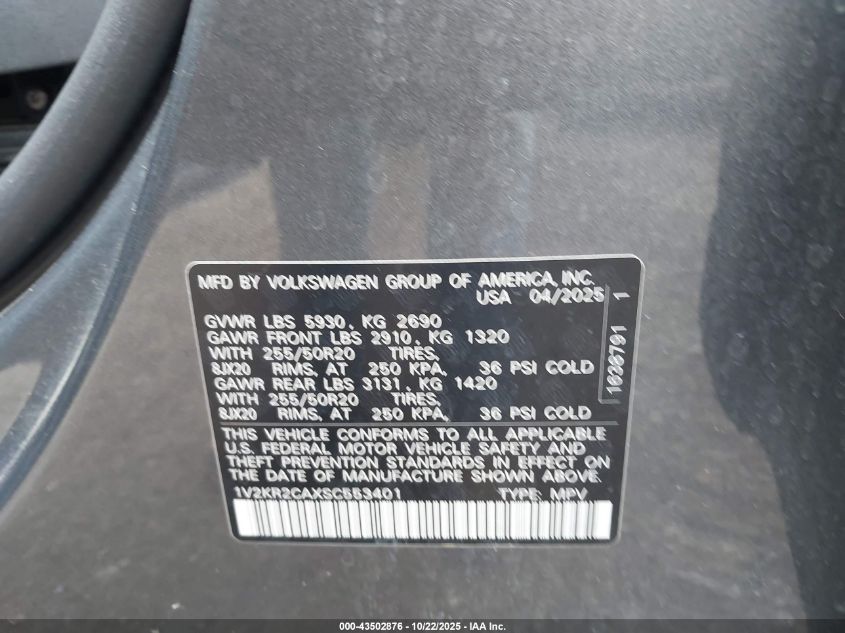 MFD BY VOLKSWAGEN GROUP OF AMERICA, INC.
USA 04/2025 1
GVWR LBS 5930, KG 2690
GAWR FRONT LBS 2910, KG 1320
WITH 255/50R20 TIRES,
8JX20 RIMS, AT 250 KPA, 36 PSI COLD
GAWR REAR LBS 3131, KG 1420
WITH 255/50R20 TIRES,
8JX20 RIMS, AT 250 KPA, 36 PSI COLD
1636791
THIS VEHICLE CONFORMS TO ALL APPLICABLE
U.S. FEDERAL MOTOR VEHICLE SAFETY AND
THEFT PREVENTION STANDARDS IN EFFECT ON
THE DATE OF MANUFACTURE SHOWN ABOVE.
1V2KR2CAXSC553401 TYPE: MPV
000-43502876 - 10/22/2025 - IAA Inc.